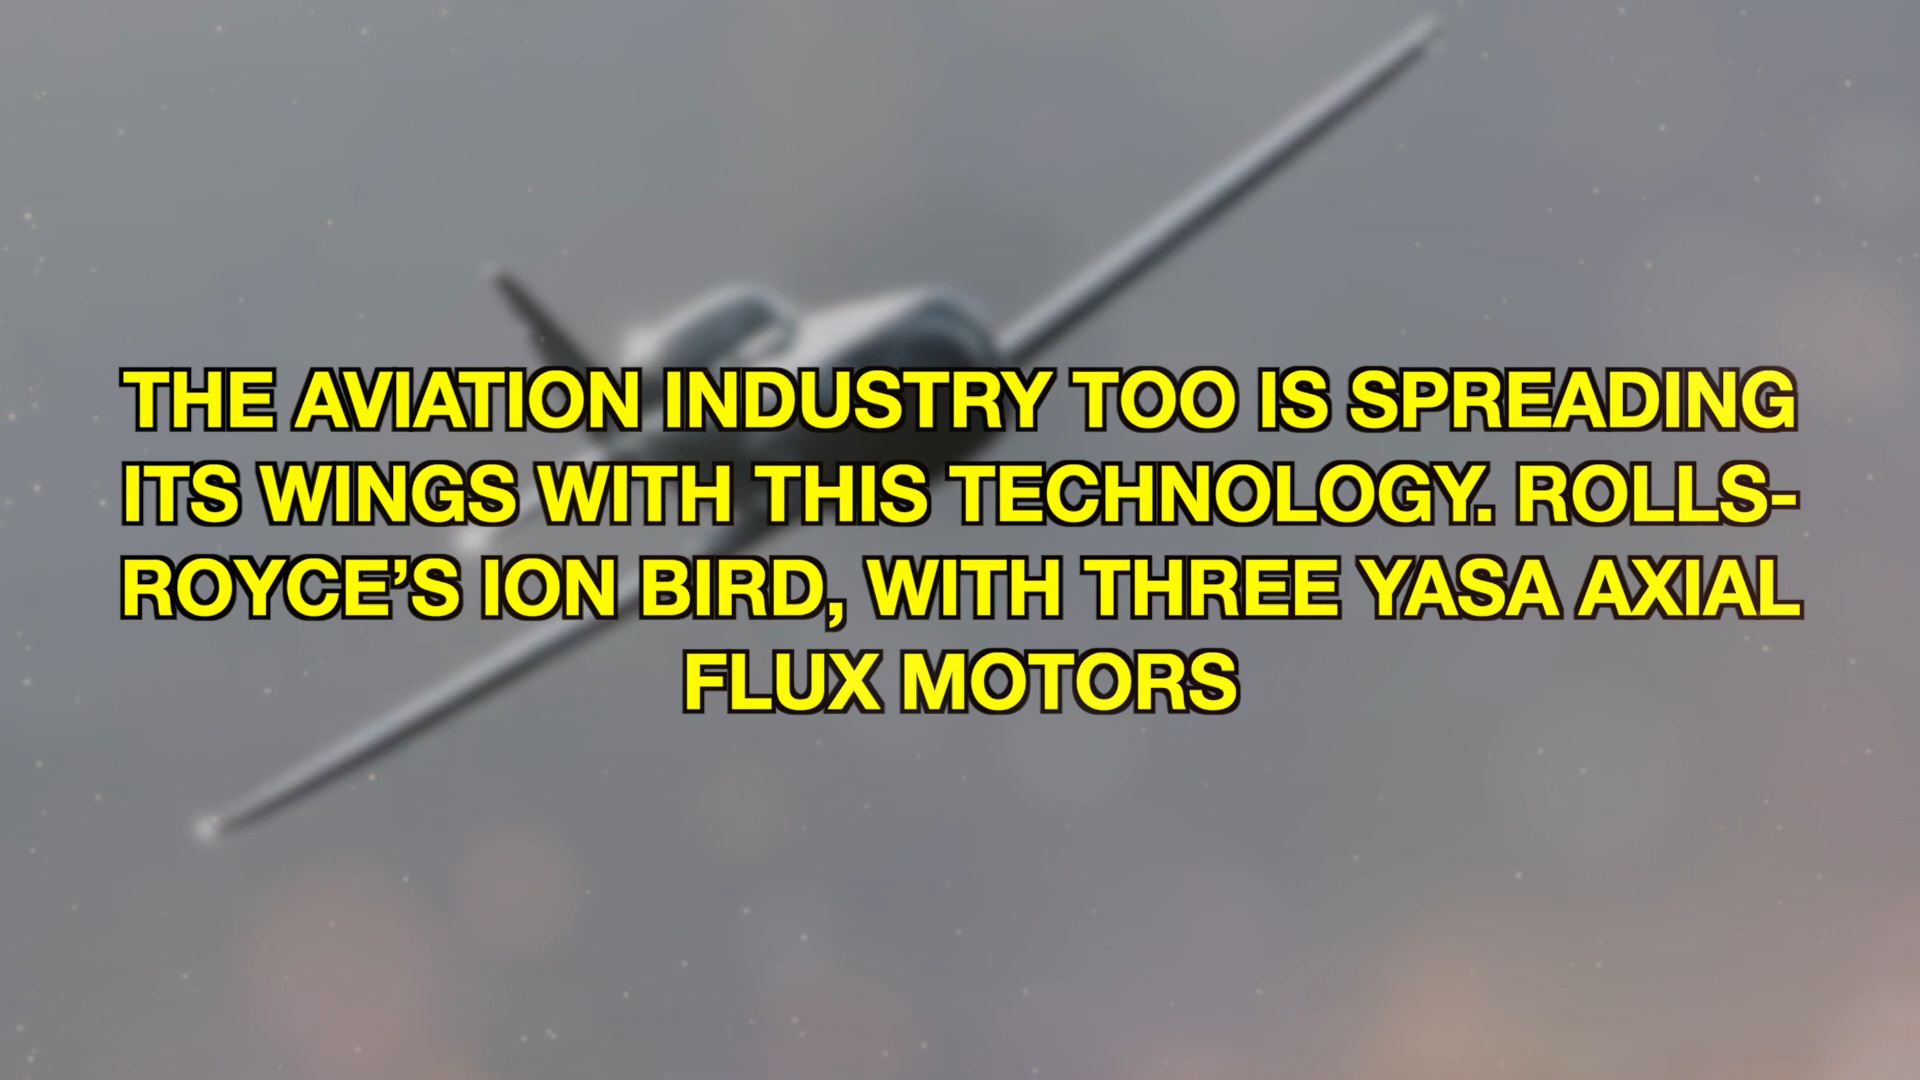 THE AVIATION INDUSTRY TOO IS SPREADING
ITS WINGS WITH THIS TECHNOLOGY. ROLLS-
ROYCE’S ION BIRD, WITH THREE YASA AXIAL
FLUX MOTORS